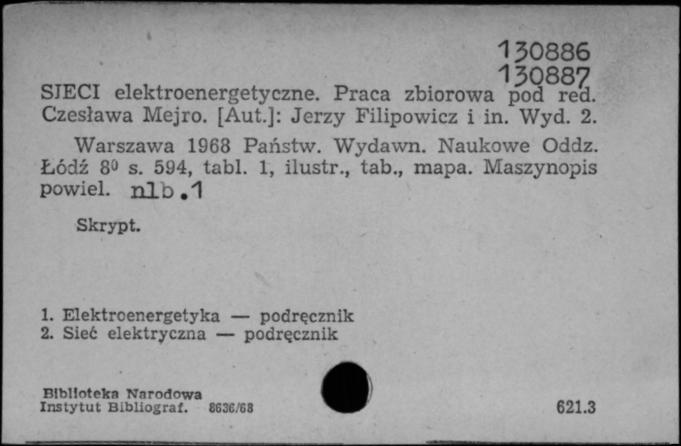 130886
130887
SIECI elektroenergetyczne. Praca zbiorowa pod red.
Czesława Mejro. [Aut.]: Jerzy Filipowicz i in. Wyd. 2.
Warszawa 1968 Państw. Wydawn. Naukowe Oddz.
Łódź 8⁰ s. 594, tabl. 1, ilustr., tab., mapa. Maszynopis
powiel. nlb.1
Skrypt.
1. Elektroenergetyka — podręcznik
2. Sieć elektryczna — podręcznik
Biblioteka Narodowa
Instytut Bibliograf. 8636/68
621.3